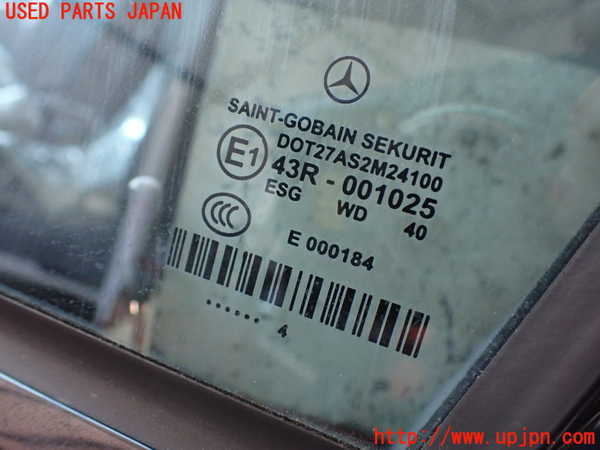 USED PARTS JAPAN
SAINT-GOBAIN SEKURIT
DOT27AS2M24100
E1 43R - 001025
ESG WD 40
CCC
E 000184
...... 4
http://www.upjpn.com/